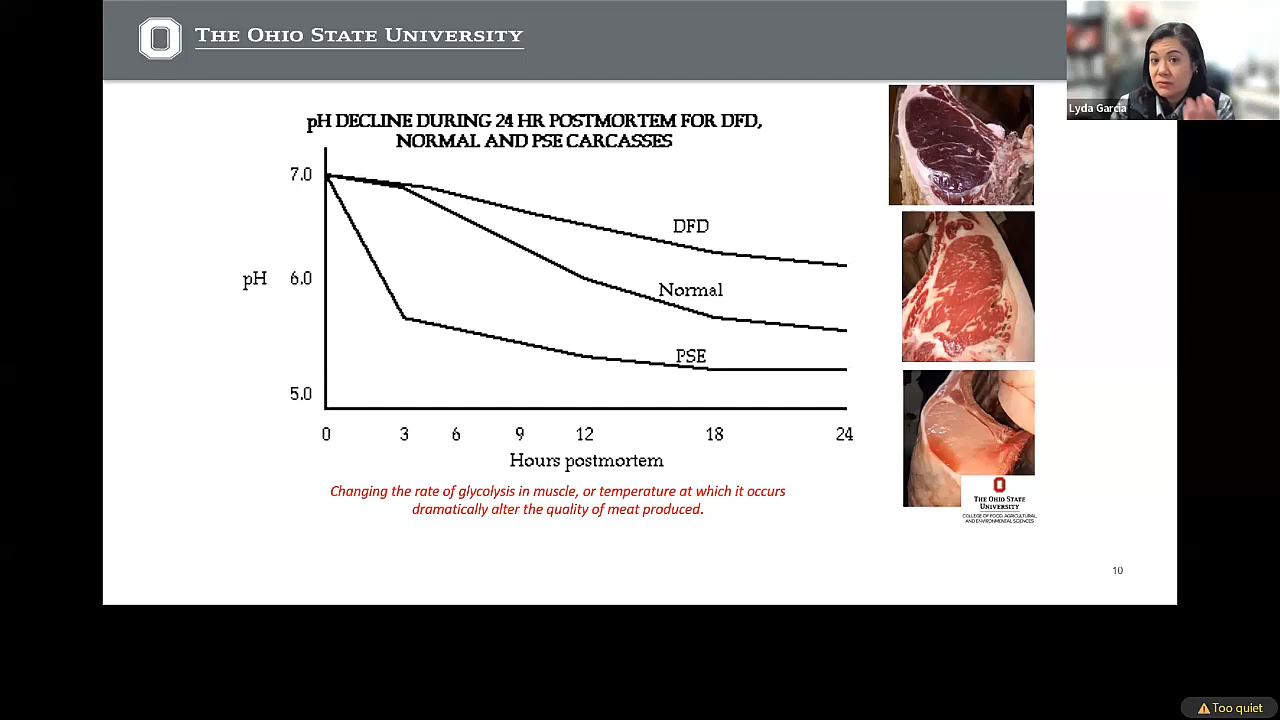 THE OHIO STATE UNIVERSITY
Lyda Garcia
pH DECLINE DURING 24 HR POSTMORTEM FOR DFD,
NORMAL AND PSE CARCASSES
7.0
DFD
pH
6.0
Normal
PSE
5.0
0 3 6 9 12 18 24
Hours postmortem
Changing the rate of glycolysis in muscle, or temperature at which it occurs
dramatically alter the quality of meat produced.
THE OHIO STATE
UNIVERSITY
COLLEGE OF FOOD, AGRICULTURAL,
AND ENVIRONMENTAL SCIENCES
10
Too quiet